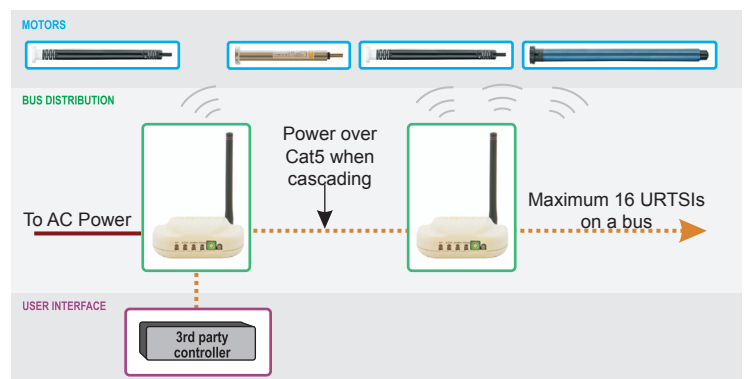 MOTORS
BUS DISTRIBUTION
Power over
Cat5 when
cascading
To AC Power
Maximum 16 URTSIs
on a bus
USER INTERFACE
3rd party
controller